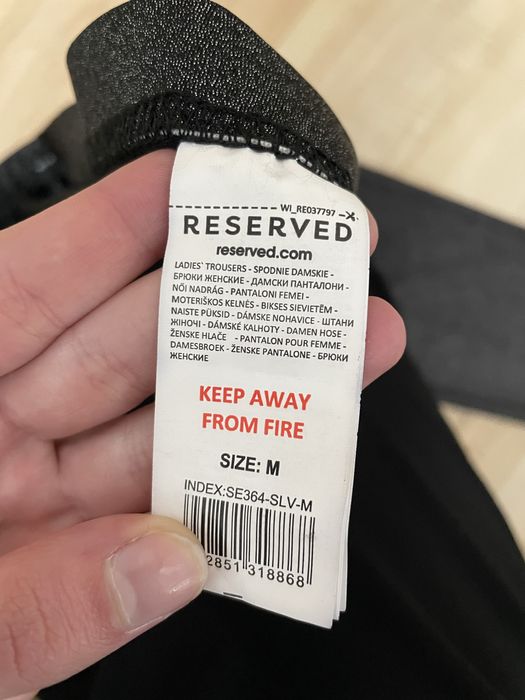 WI_RE037797
RESERVED
reserved.com
LADIES' TROUSERS - SPODNIE DAMSKIE -
БРЮКИ ЖЕНСКИЕ - ДАМСКИ ПАНТАЛОНИ -
NŐI NADRÁG - PANTALONI FEMEI -
MOTERIŠKOS KELNĖS - BIKSES SIEVIETĒM -
NAISTE PÜKSID - DÁMSKE NOHAVICE - ШТАНИ
ЖІНОЧІ - DÁMSKÉ KALHOTY - DAMEN HOSE -
ŽENSKE HLAČE - PANTALON POUR FEMME -
DAMESBROEK - ŽENSKE PANTALONE - БРЮКИ
ЖЕНСКИЕ
KEEP AWAY
FROM FIRE
SIZE: M
INDEX:SE364-SLV-M
2851 318868